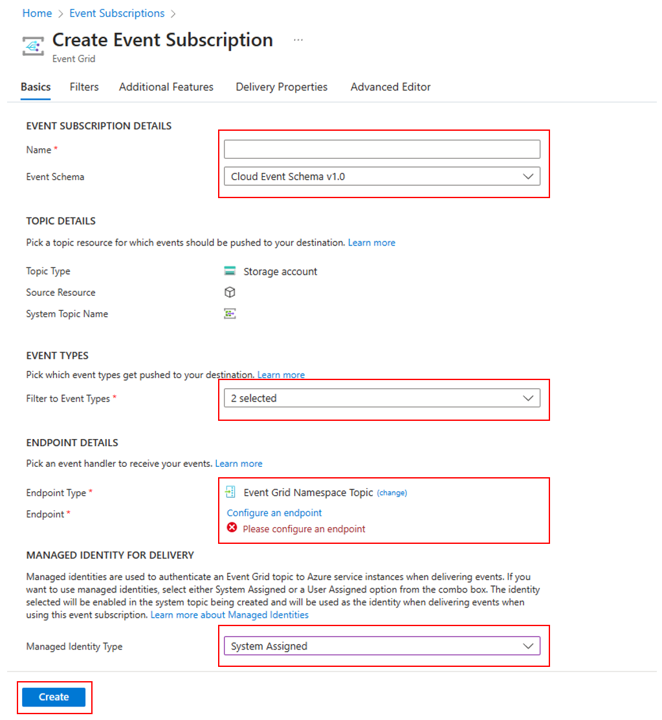 Home > Event Subscriptions >
Create Event Subscription ...
Event Grid
Basics Filters Additional Features Delivery Properties Advanced Editor
EVENT SUBSCRIPTION DETAILS
Name *
Event Schema Cloud Event Schema v1.0
TOPIC DETAILS
Pick a topic resource for which events should be pushed to your destination. Learn more
Topic Type Storage account
Source Resource
System Topic Name
EVENT TYPES
Pick which event types get pushed to your destination. Learn more
Filter to Event Types * 2 selected
ENDPOINT DETAILS
Pick an event handler to receive your events. Learn more
Endpoint Type * Event Grid Namespace Topic (change)
Endpoint * Configure an endpoint
Please configure an endpoint
MANAGED IDENTITY FOR DELIVERY
Managed identities are used to authenticate an Event Grid topic to Azure service instances when delivering events. If you
want to use managed identities, select either System Assigned or a User Assigned option from the combo box. The identity
selected will be enabled in the system topic being created and will be used as the identity when delivering events when
using this event subscription. Learn more about Managed Identities
Managed Identity Type System Assigned
Create